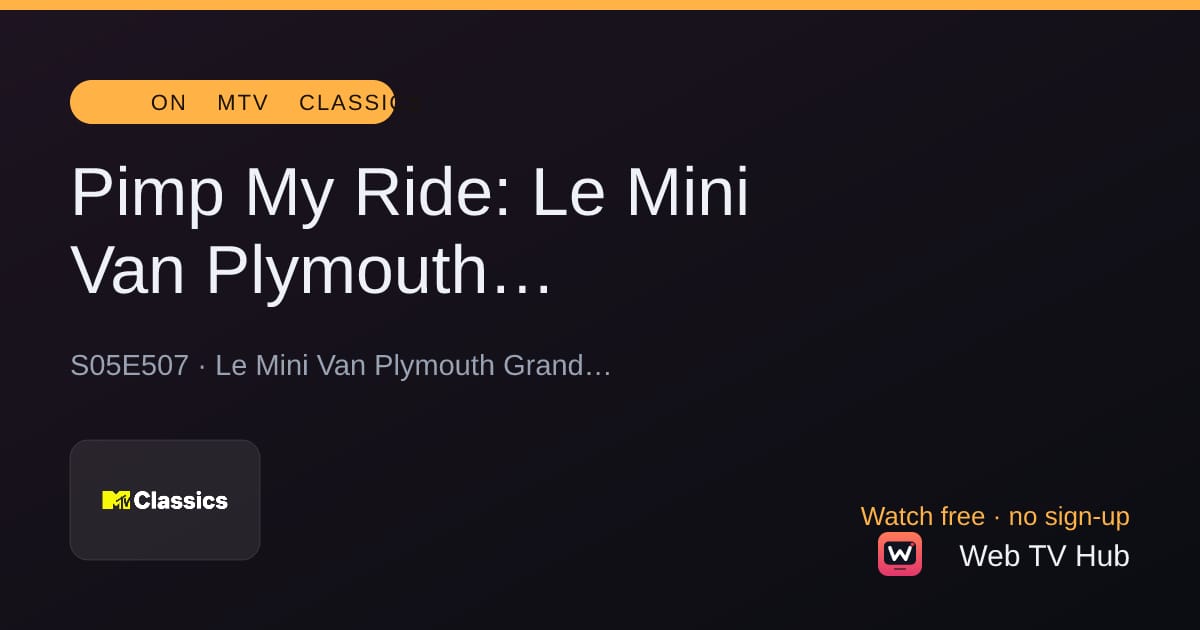 ON MTV CLASSIC
Pimp My Ride: Le Mini
Van Plymouth…
S05E507 · Le Mini Van Plymouth Grand…
MTV Classics
Watch free · no sign-up
W Web TV Hub